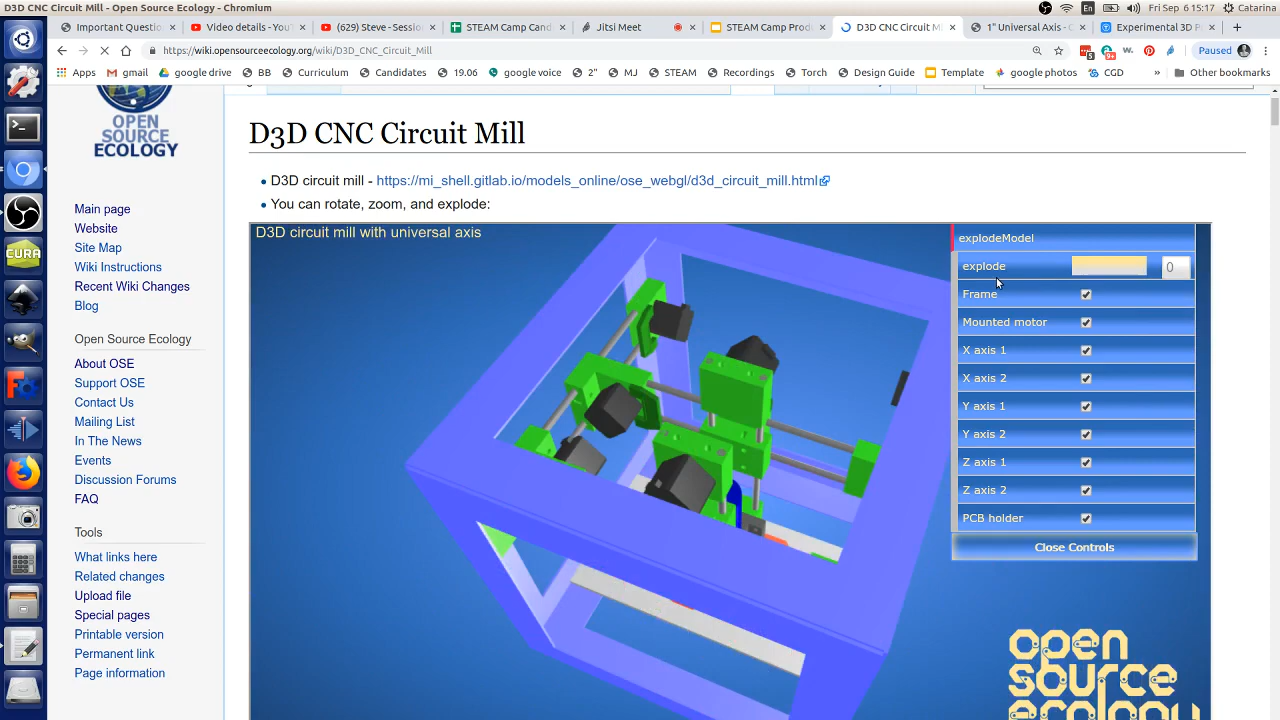 D3D CNC Circuit Mill - Open Source Ecology - Chromium
En
Fri Sep 6 15:17
Catarina
Important Questio
Video details - You
(629) Steve - Sessi
STEAM Camp Cand
Jitsi Meet
STEAM Camp Prod
D3D CNC Circuit Mi
1" Universal Axis - C
Experimental 3D P
https://wiki.opensourceecology.org/wiki/D3D_CNC_Circuit_Mill
Paused
Apps
gmail
google drive
BB
Curriculum
Candidates
19.06
google voice
2"
MJ
STEAM
Recordings
Torch
Design Guide
Template
google photos
CGD
»
Other bookmarks
OPEN
SOURCE
ECOLOGY
Main page
Website
Site Map
Wiki Instructions
Recent Wiki Changes
Blog
Open Source Ecology
About OSE
Support OSE
Contact Us
Mailing List
In The News
Events
Discussion Forums
FAQ
Tools
What links here
Related changes
Upload file
Special pages
Printable version
Permanent link
Page information
D3D CNC Circuit Mill
D3D circuit mill - https://mi_shell.gitlab.io/models_online/ose_webgl/d3d_circuit_mill.html
You can rotate, zoom, and explode:
D3D circuit mill with universal axis
explodeModel
explode
0
Frame
Mounted motor
X axis 1
X axis 2
Y axis 1
Y axis 2
Z axis 1
Z axis 2
PCB holder
Close Controls
open
source
ecology
CURA